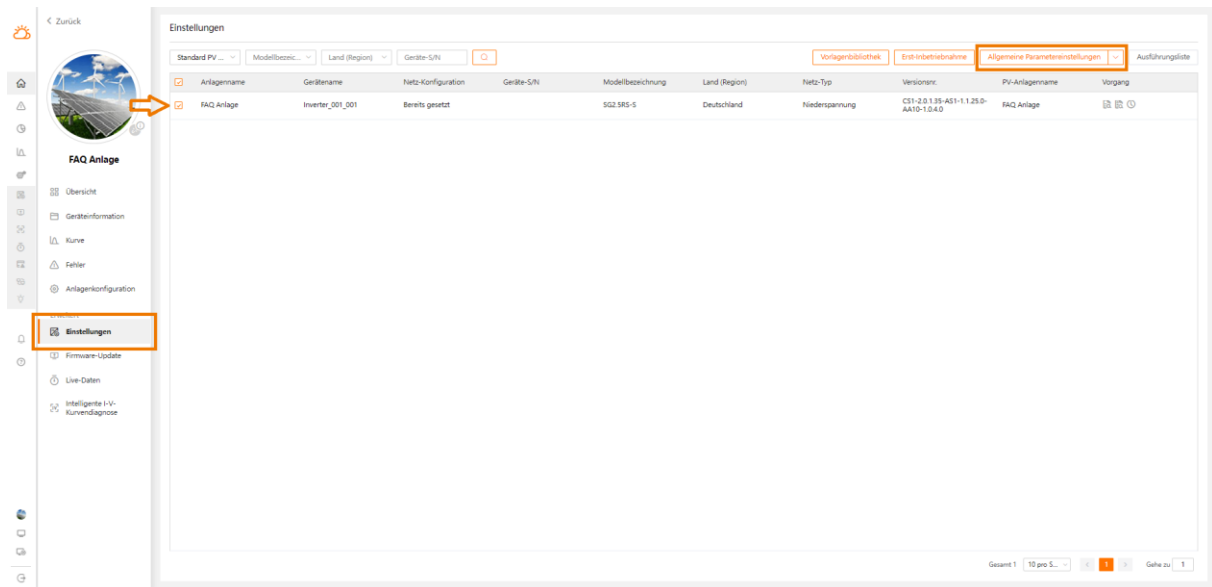 Zurück
Einstellungen
Standard PV ... Modellbezeic... Land (Region) Geräte-S/N Vorlagenbibliothek Erst-Inbetriebnahme Allgemeine Parametereinstellungen Ausführungsliste
Anlagenname Gerätename Netz-Konfiguration Geräte-S/N Modellbezeichnung Land (Region) Netz-Typ Versionsnr. PV-Anlagenname Vorgang
FAQ Anlage Inverter_001_001 Bereits gesetzt SG2.5RS-S Deutschland Niederspannung CS1-2.0.1.35-AS1-1.1.25.0-
AA10-1.0.4.0 FAQ Anlage
FAQ Anlage
Übersicht
Geräteinformation
Kurve
Fehler
Anlagenkonfiguration
Einstellungen
Firmware-Update
Live-Daten
Intelligente I-V-
Kurvendiagnose
Gesamt 1 10 pro S... 1 Gehe zu 1